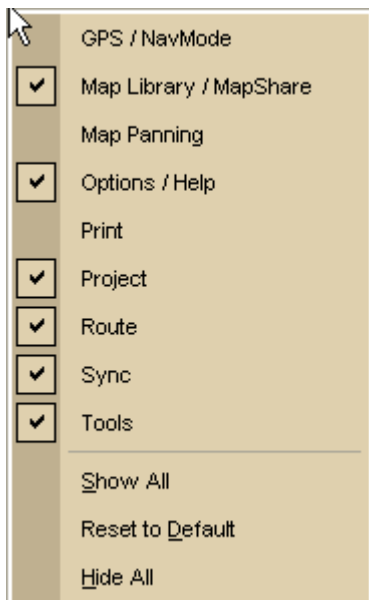 GPS / NavMode
Map Library / MapShare
Map Panning
Options / Help
Print
Project
Route
Sync
Tools
Show All
Reset to Default
Hide All